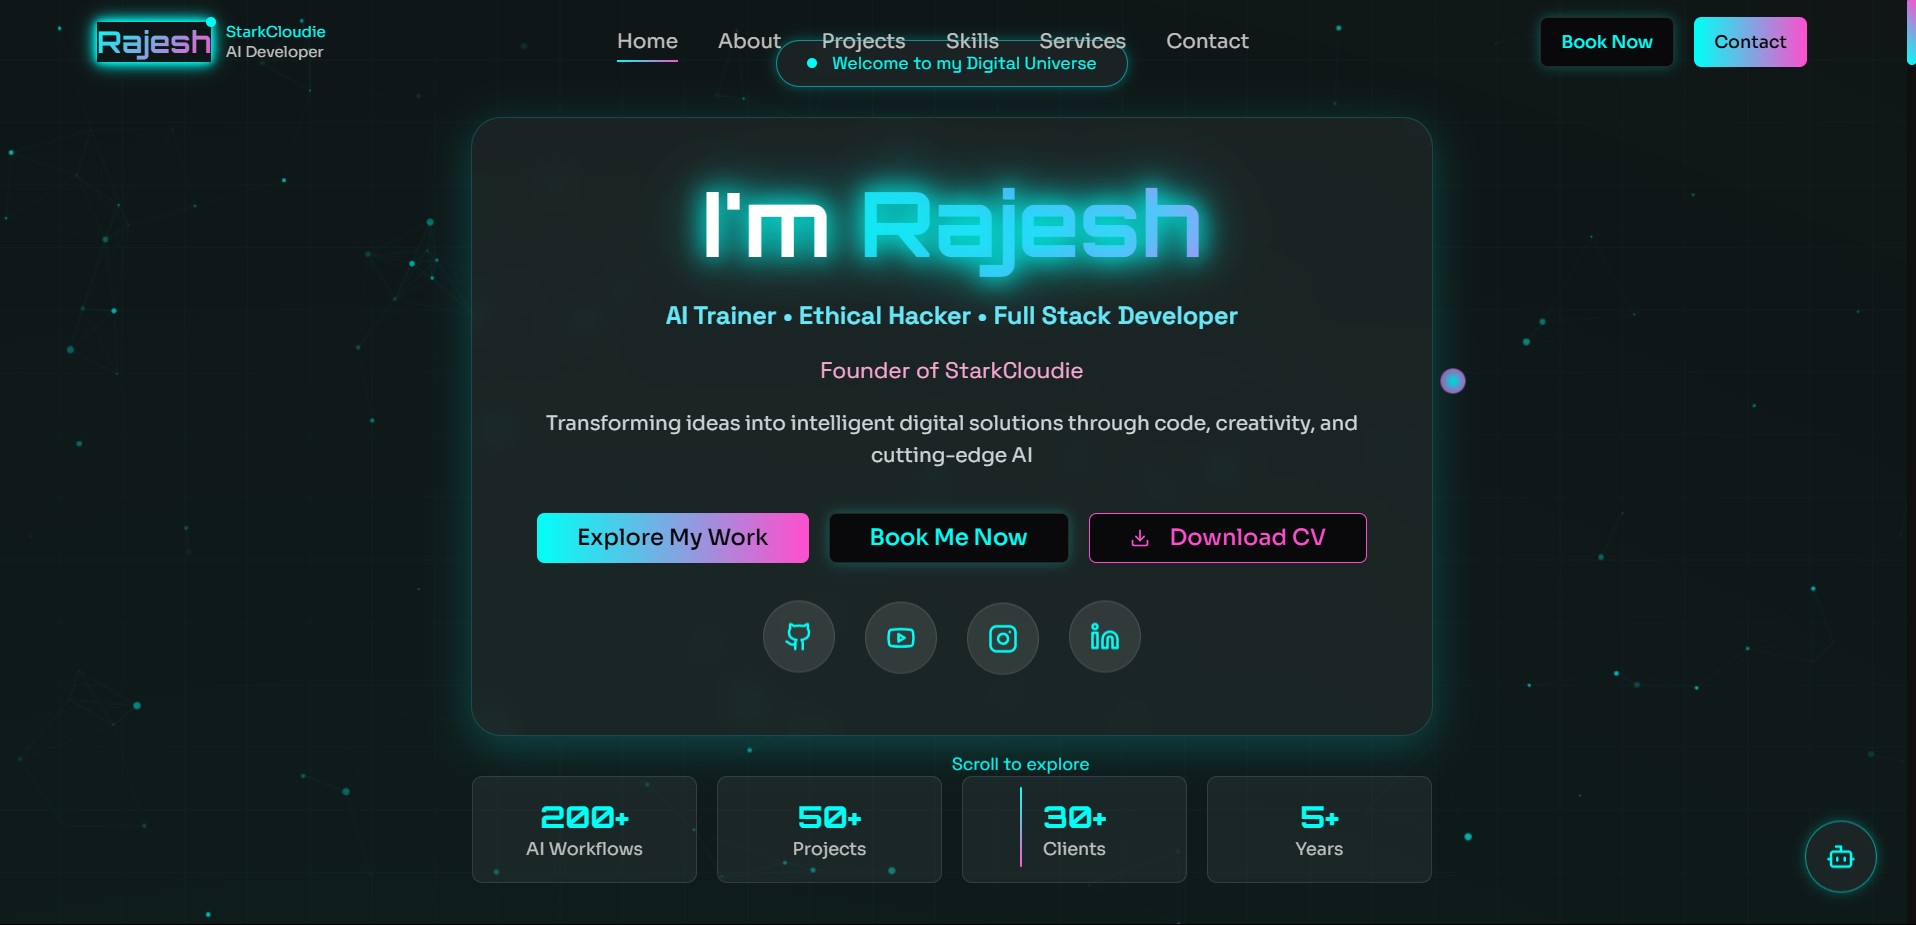 Rajesh
StarkCloudie
AI Developer
Home About Projects Skills Services Contact
Book Now
Contact
Welcome to my Digital Universe
I'm Rajesh
AI Trainer • Ethical Hacker • Full Stack Developer
Founder of StarkCloudie
Transforming ideas into intelligent digital solutions through code, creativity, and
cutting-edge AI
Explore My Work
Book Me Now
Download CV
Scroll to explore
200+
AI Workflows
50+
Projects
30+
Clients
5+
Years